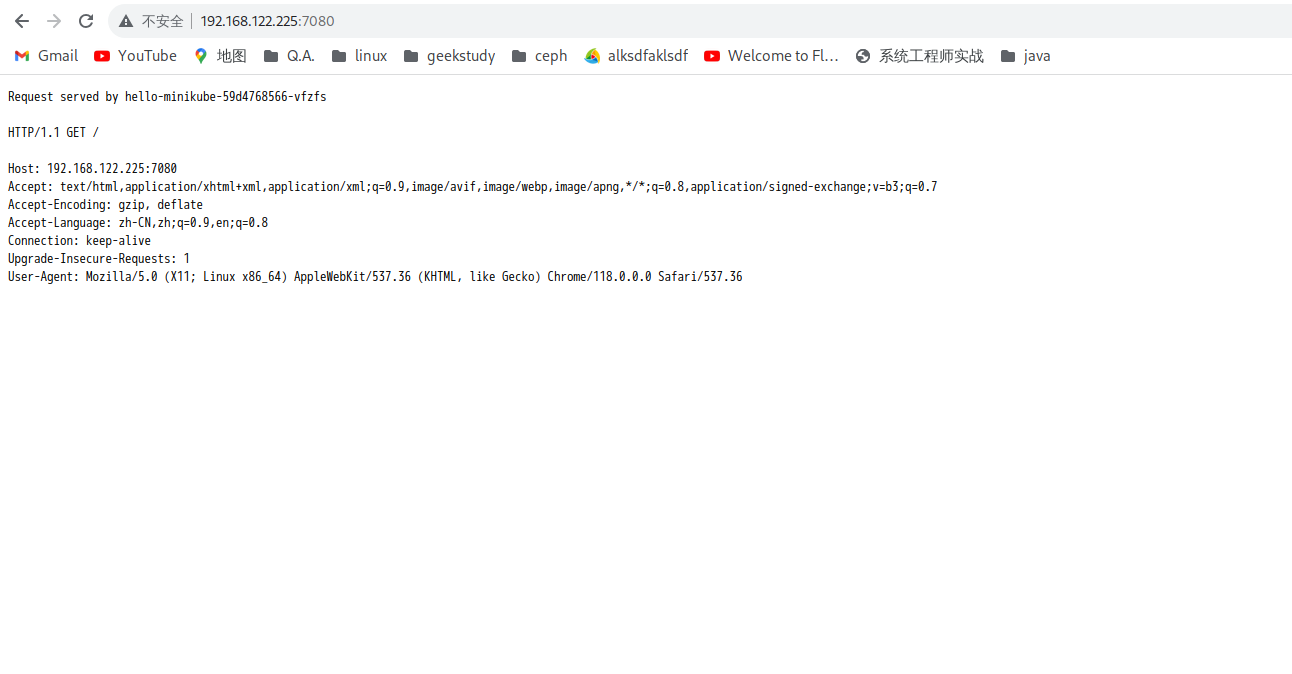 不安全 192.168.122.225:7080
Gmail YouTube 地图 Q.A. linux geekstudy ceph alksdfaklsdf Welcome to Fl... 系统工程师实战 java
Request served by hello-minikube-59d4768566-vfzfs
HTTP/1.1 GET /
Host: 192.168.122.225:7080
Accept: text/html,application/xhtml+xml,application/xml;q=0.9,image/avif,image/webp,image/apng,*/*;q=0.8,application/signed-exchange;v=b3;q=0.7
Accept-Encoding: gzip, deflate
Accept-Language: zh-CN,zh;q=0.9,en;q=0.8
Connection: keep-alive
Upgrade-Insecure-Requests: 1
User-Agent: Mozilla/5.0 (X11; Linux x86_64) AppleWebKit/537.36 (KHTML, like Gecko) Chrome/118.0.0.0 Safari/537.36